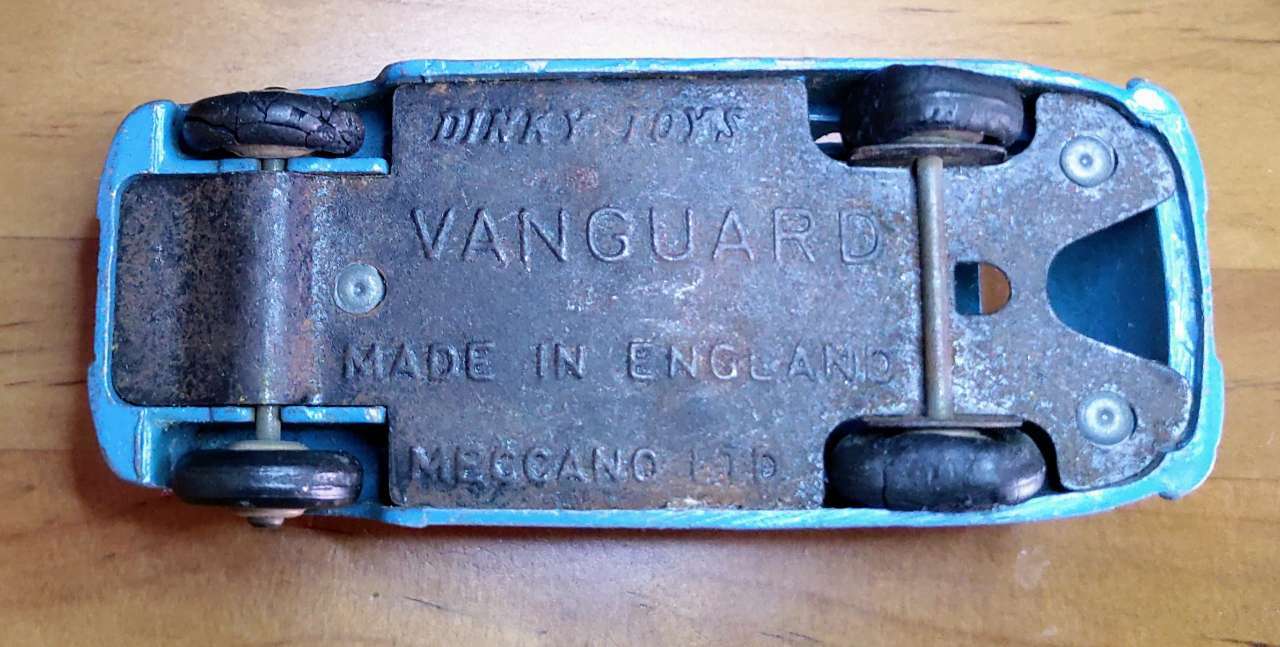 DINKY TOYS
VANGUARD
MADE IN ENGLAND
MECCANO LTD